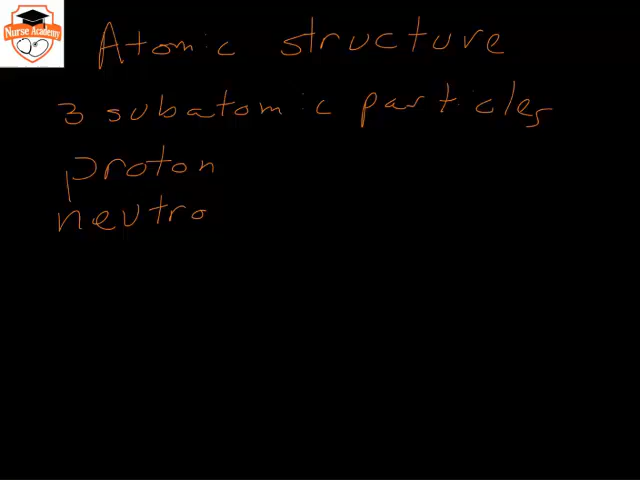 Nurse Academy
Atomic structure
3 subatomic particles
proton
neutro